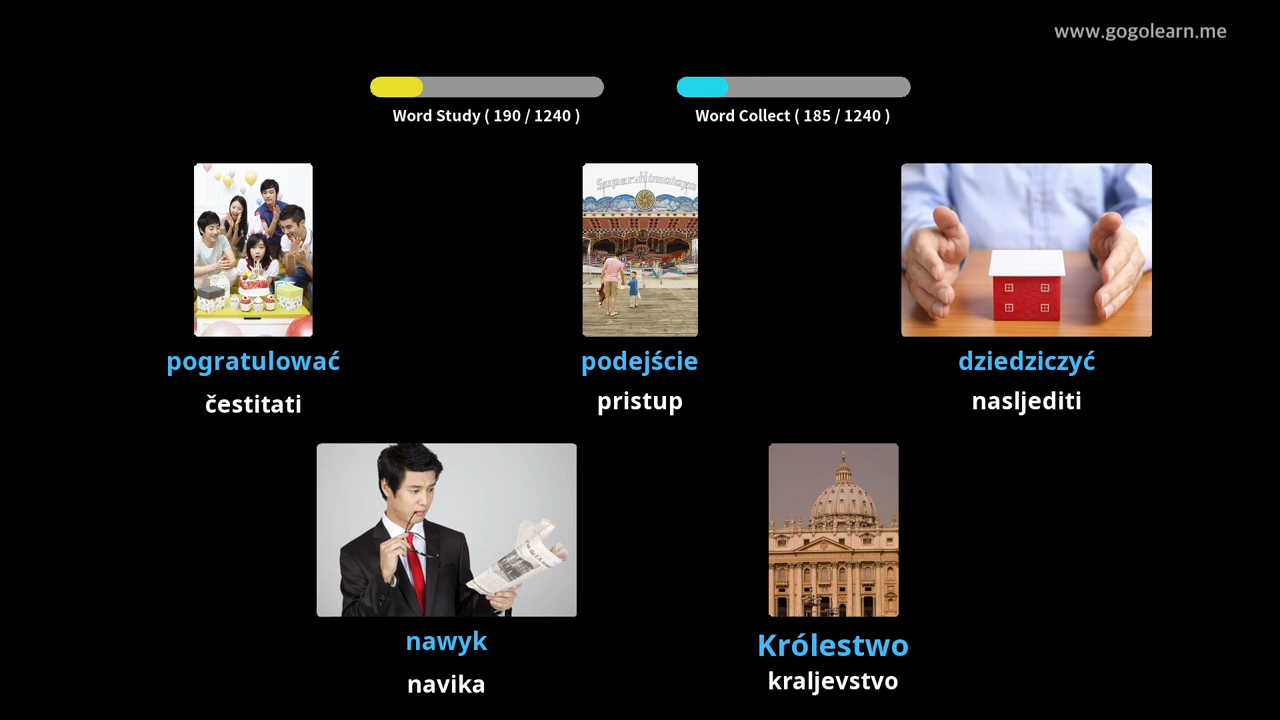 www.gogolearn.me
Word Study ( 190 / 1240 )
Word Collect ( 185 / 1240 )
pogratulować
podejście
dziedziczyć
čestitati
pristup
nasljediti
nawyk
Królestwo
navika
kraljevstvo